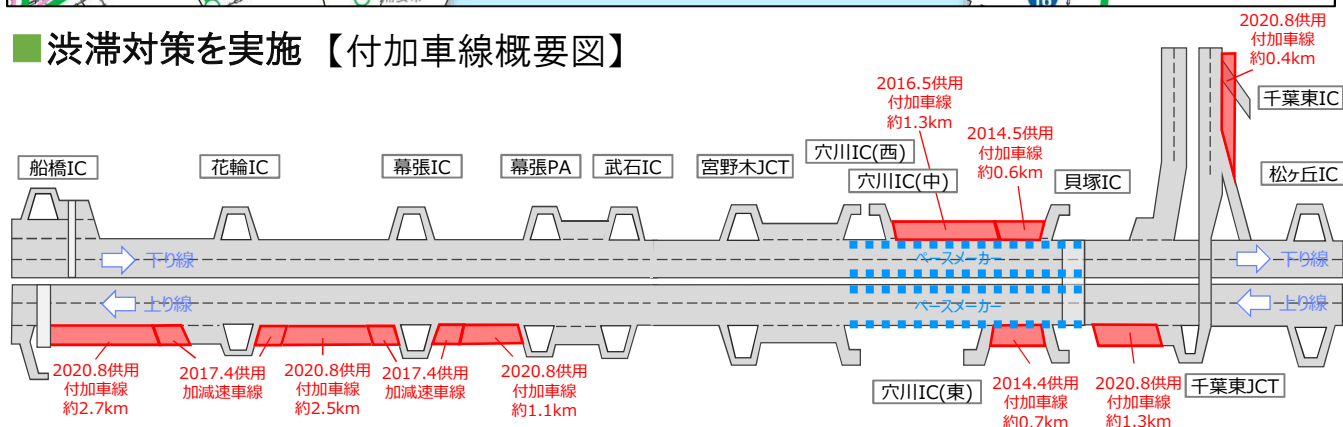 16
■渋滞対策を実施【付加車線概要図】
2020.8供用
付加車線
約0.4km
千葉東IC
2016.5供用
付加車線
約1.3km
2014.5供用
付加車線
約0.6km
船橋IC
花輪IC
幕張IC
幕張PA
武石IC
宮野木JCT
穴川IC(西)
穴川IC(中)
貝塚IC
松ヶ丘IC
下り線
ペースメーカー
下り線
上り線
ペースメーカー
上り線
2020.8供用
付加車線
約2.7km
2017.4供用
加減速車線
2020.8供用
付加車線
約2.5km
2017.4供用
加減速車線
2020.8供用
付加車線
約1.1km
穴川IC(東)
2014.4供用
付加車線
約0.7km
2020.8供用
付加車線
約1.3km
千葉東JCT